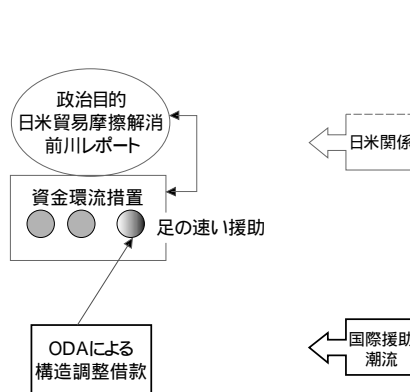 政治目的
日米貿易摩擦解消
前川レポート
日米関係
資金環流措置
足の速い援助
ODAによる
構造調整借款
国際援助
潮流